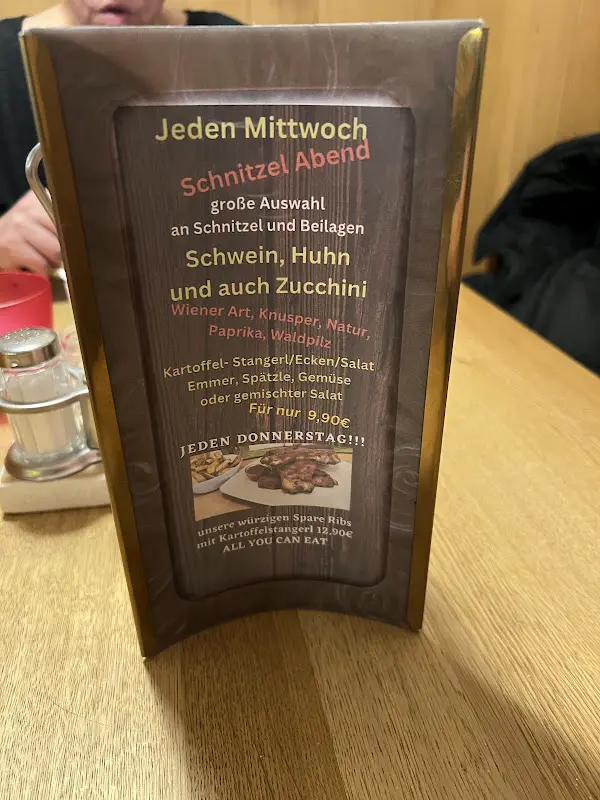 Jeden Mittwoch
Schnitzel Abend
große Auswahl
an Schnitzel und Beilagen
Schwein, Huhn
und auch Zucchini
Wiener Art, Knusper, Natur,
Paprika, Waldpilz
Kartoffel- Stangerl/Ecken/Salat
Emmer, Spätzle, Gemüse
oder gemischter Salat
Für nur 9,90€
JEDEN DONNERSTAG!!!
unsere würzigen Spare Ribs
mit Kartoffelstangerl 12,90€
ALL YOU CAN EAT